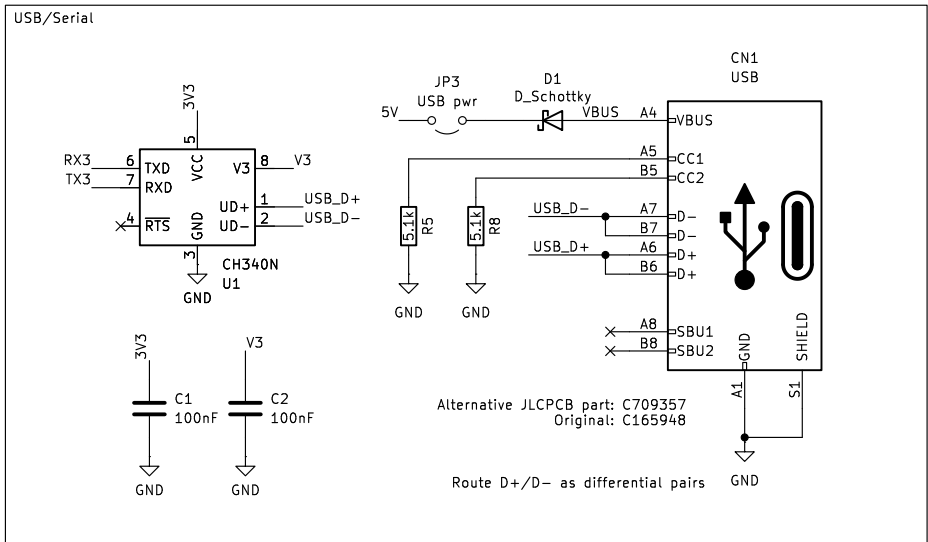 USB/Serial
CN1
USB
JP3
USB pwr
D1
D_Schottky
5V
VBUS
A4
VBUS
3V3
5
VCC
RX3
6
TXD
TX3
7
RXD
4
RTS
V3
8
V3
UD+
1
USB_D+
UD-
2
USB_D-
GND
3
GND
CH340N
U1
A5
CC1
B5
CC2
5.1k
R5
GND
5.1k
R8
GND
USB_D-
A7
D-
B7
D-
USB_D+
A6
D+
B6
D+
A8
SBU1
B8
SBU2
GND
A1
SHIELD
S1
GND
3V3
C1
100nF
GND
V3
C2
100nF
GND
Alternative JLCPCB part: C709357
Original: C165948
Route D+/D- as differential pairs